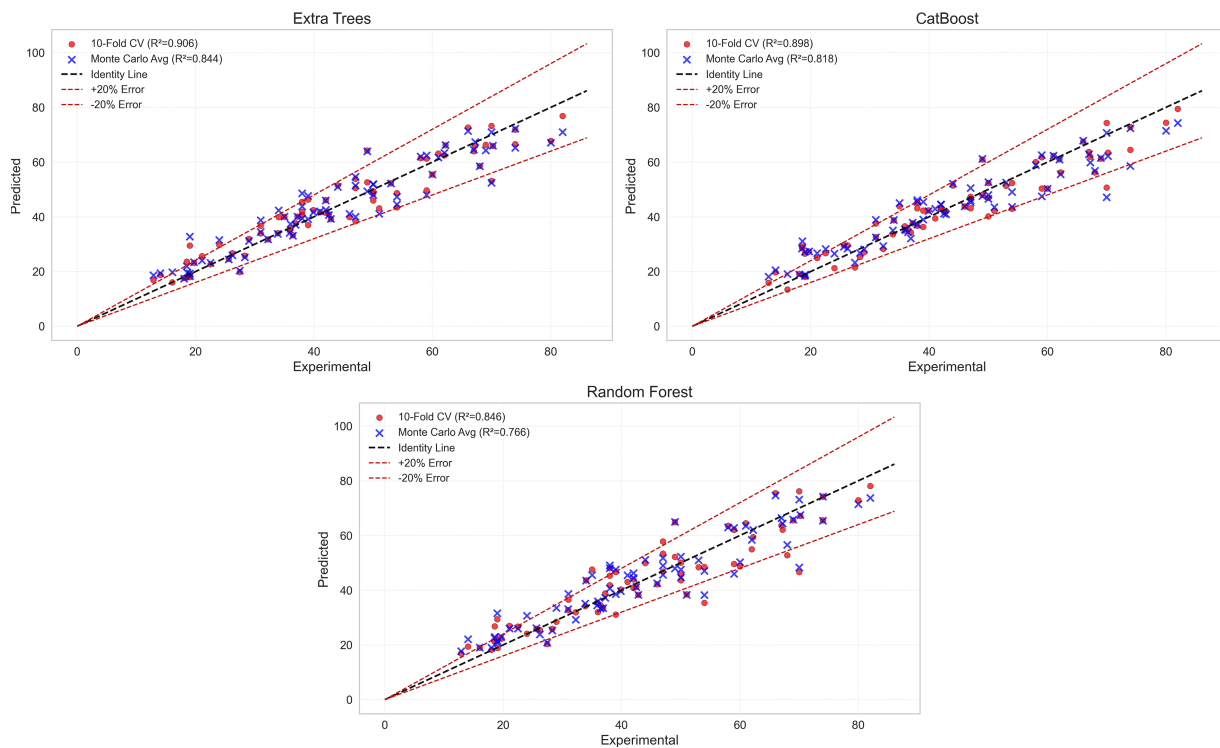 Extra Trees
10-Fold CV (R²=0.906)
Monte Carlo Avg (R²=0.844)
Identity Line
+20% Error
-20% Error
100
80
60
40
20
0
Predicted
0 20 40 60 80
Experimental
CatBoost
10-Fold CV (R²=0.898)
Monte Carlo Avg (R²=0.818)
Identity Line
+20% Error
-20% Error
100
80
60
40
20
0
Predicted
0 20 40 60 80
Experimental
Random Forest
10-Fold CV (R²=0.846)
Monte Carlo Avg (R²=0.766)
Identity Line
+20% Error
-20% Error
100
80
60
40
20
0
Predicted
0 20 40 60 80
Experimental